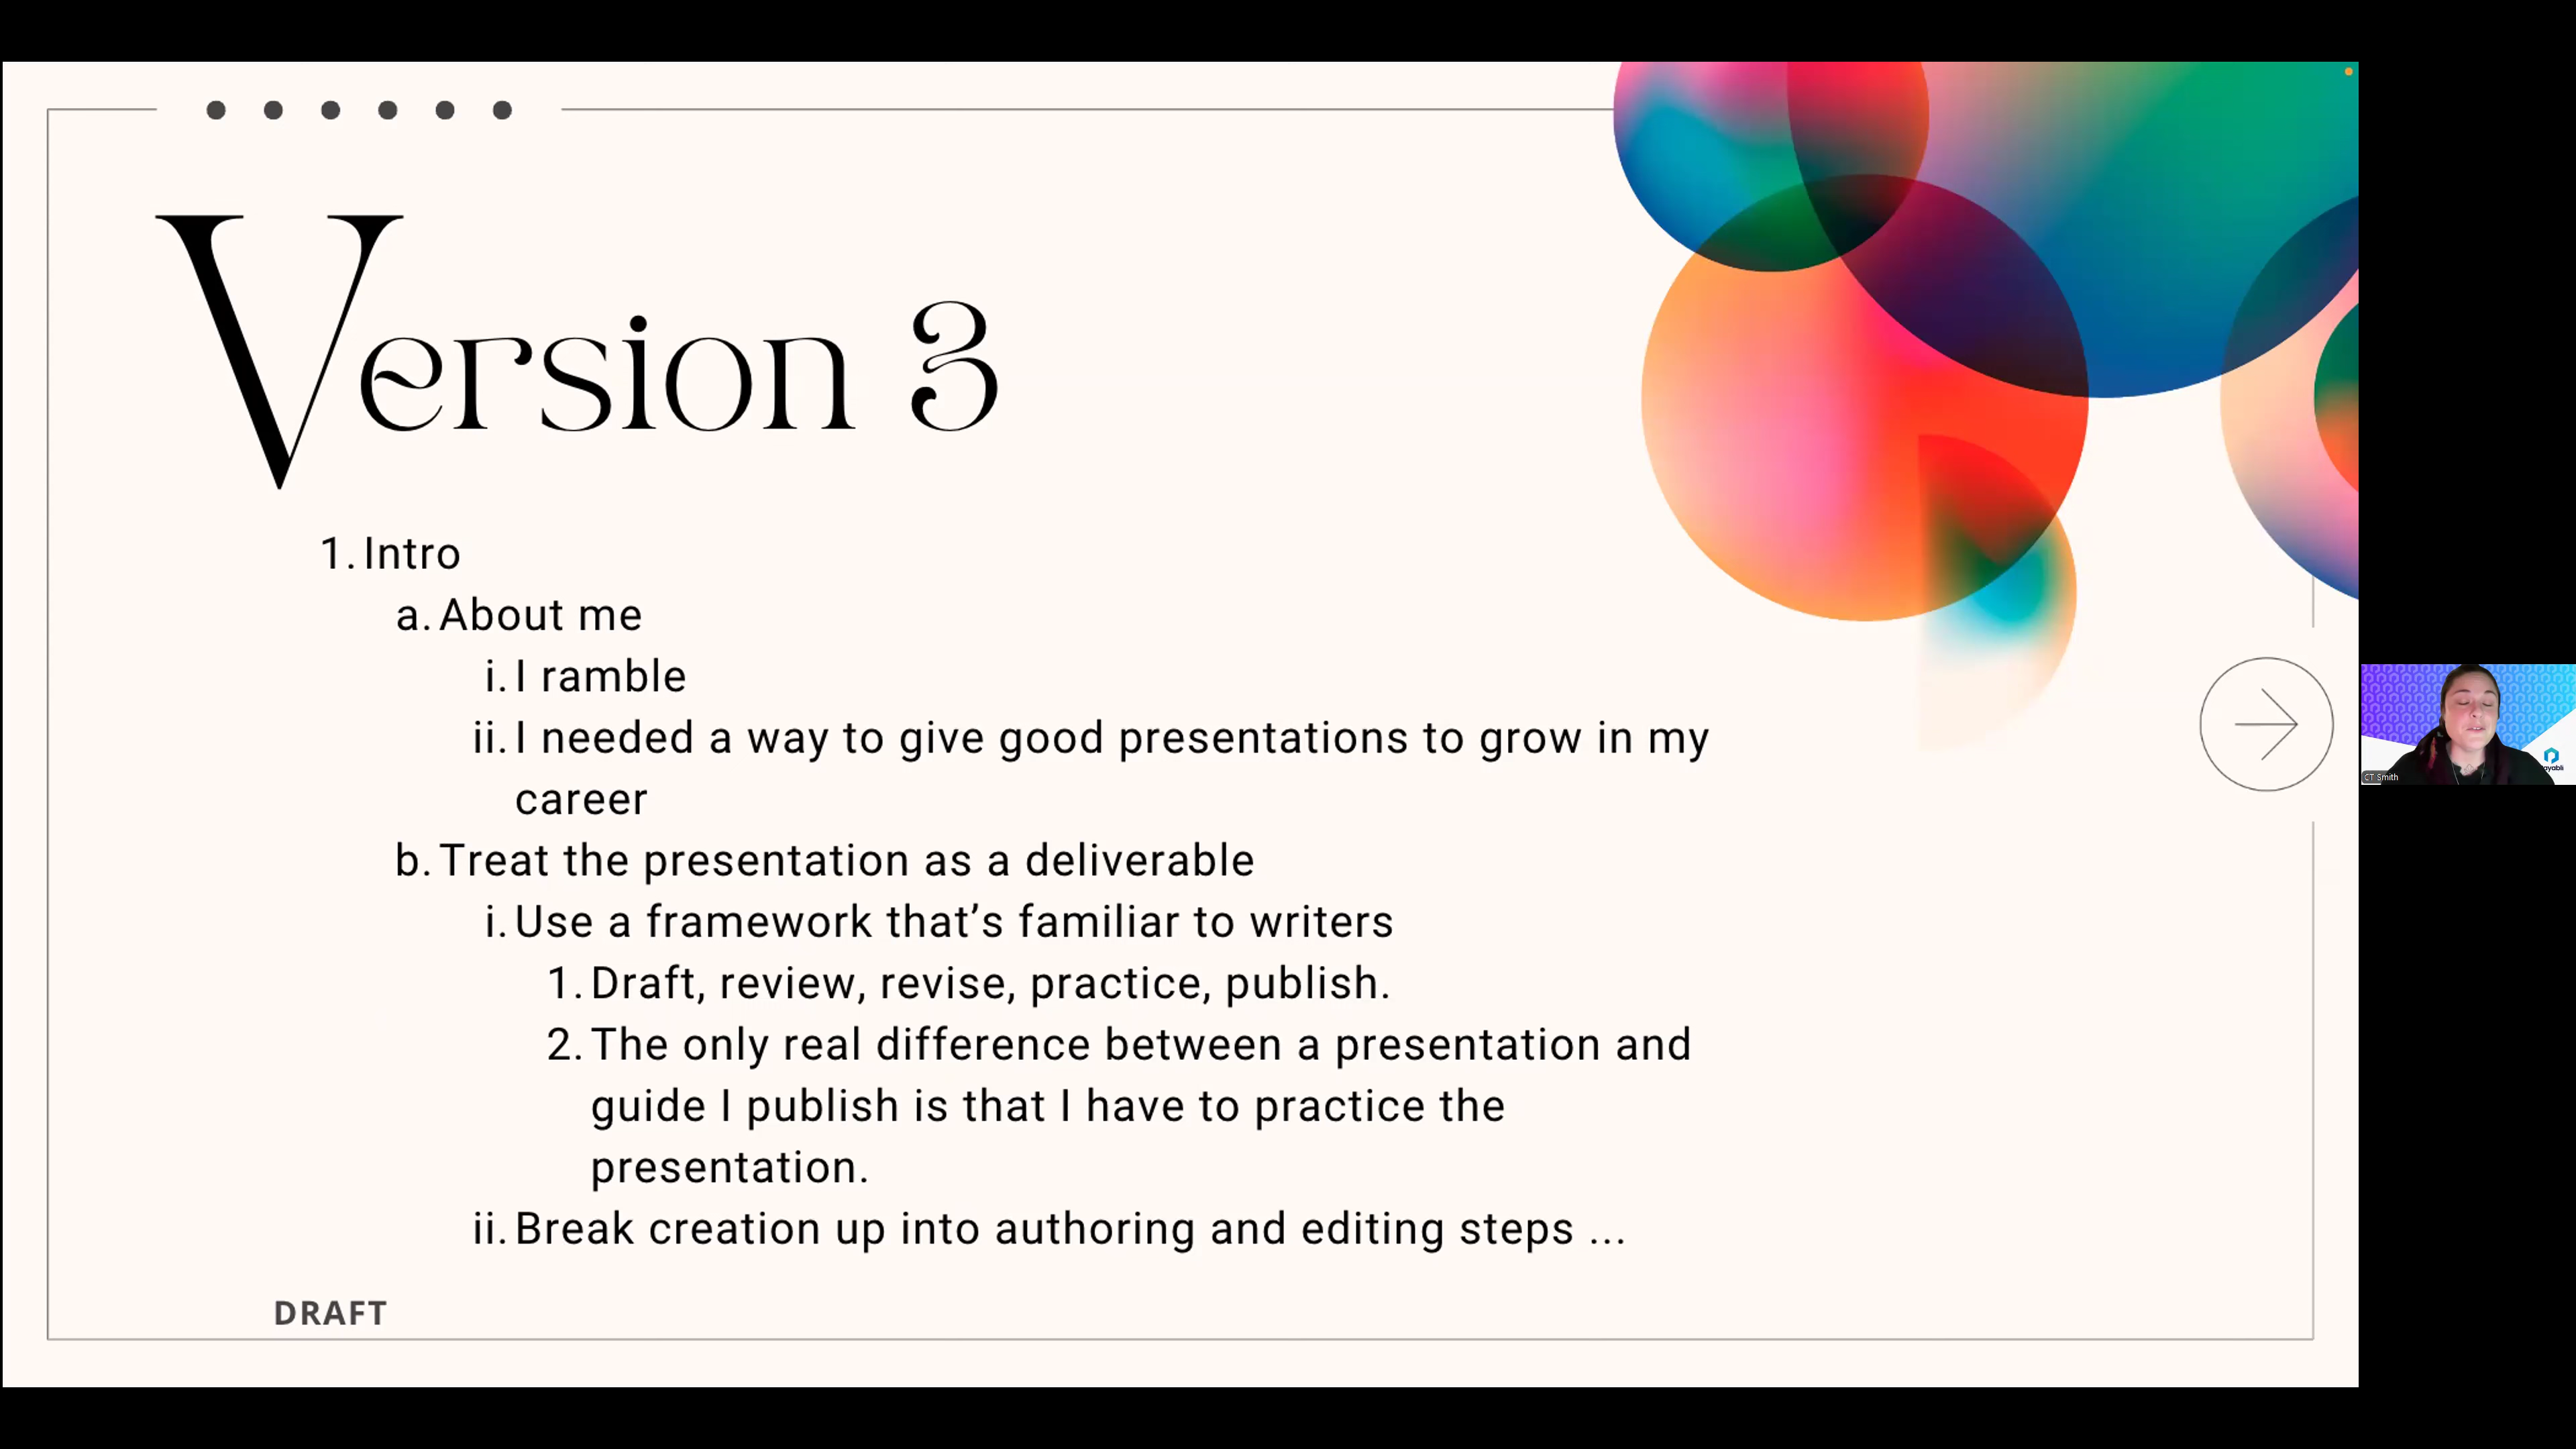 Version 3
1. Intro
a. About me
i. I ramble
ii. I needed a way to give good presentations to grow in my
career
b. Treat the presentation as a deliverable
i. Use a framework that’s familiar to writers
1. Draft, review, revise, practice, publish.
2. The only real difference between a presentation and
guide I publish is that I have to practice the
presentation.
ii. Break creation up into authoring and editing steps ...
DRAFT
CT Smith